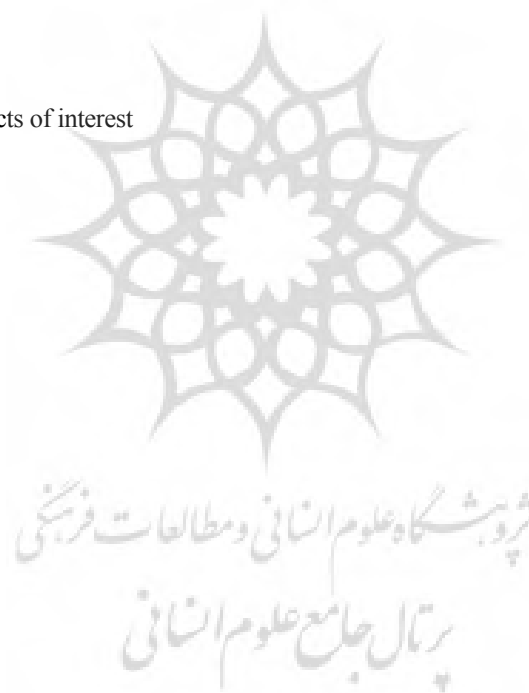 cts of interest
پژوهشگاه علوم انسانی و مطالعات فرهنگی
پرتال جامع علوم انسانی